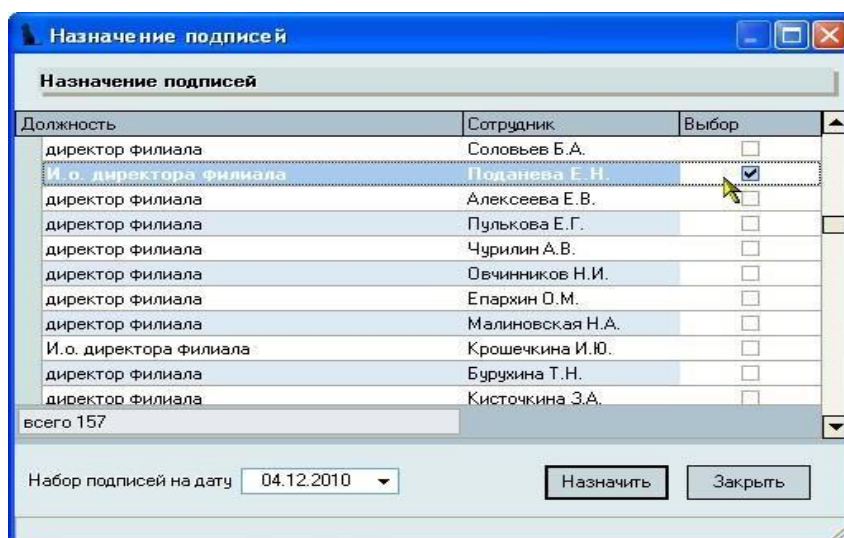 Назначение подписей
Назначение подписей
Должность Сотрудник Выбор
директор филиала Соловьев Б.А.
И.о. директора филиала Поданева Е.Н.
директор филиала Алексеева Е.В.
директор филиала Пулькова Е.Г.
директор филиала Чурилин А.В.
директор филиала Овчинников Н.И.
директор филиала Епархин О.М.
директор филиала Малиновская Н.А.
И.о. директора филиала Крошечкина И.Ю.
директор филиала Бурухина Т.Н.
директор филиала Кисточкина З.А.
всего 157
Набор подписей на дату 04.12.2010 Назначить Закрыть